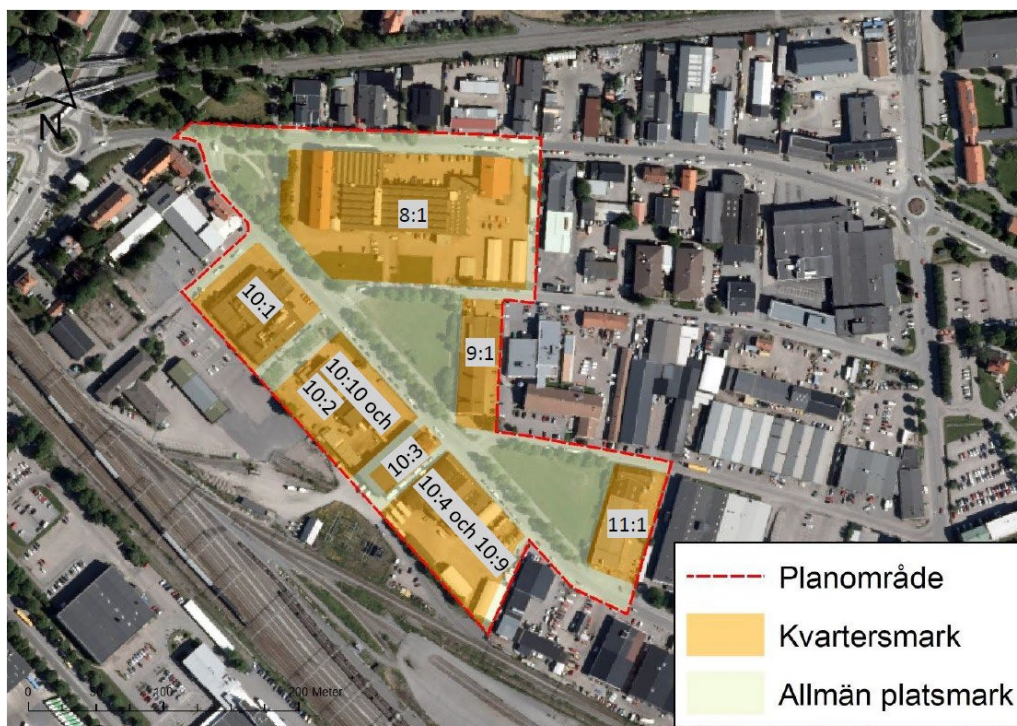 N
8:1
10:1
9:1
10:10 och
10:2
10:3
10:4 och 10:9
11:1
Planområde
Kvartersmark
Allmän platsmark
0 50 100 200 Meter